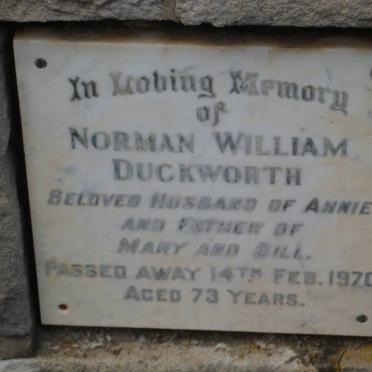 In Loving Memory
of
NORMAN WILLIAM
DUCKWORTH
BELOVED HUSBAND OF ANNIE
AND FATHER OF
MARY AND BILL.
PASSED AWAY 14TH FEB. 1970
AGED 73 YEARS.